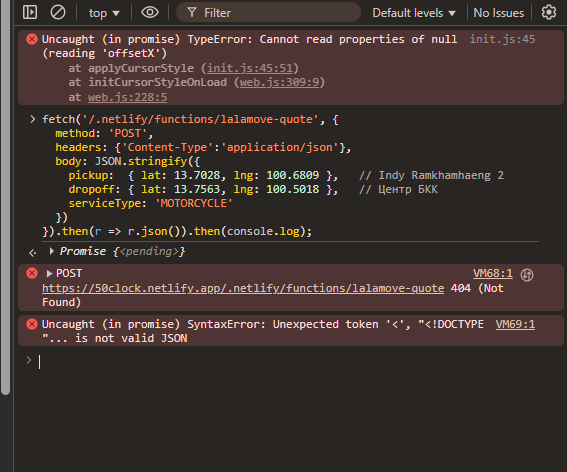 top ▼ Filter Default levels ▼ No Issues
Uncaught (in promise) TypeError: Cannot read properties of null init.js:45
(reading 'offsetX')
at applyCursorStyle (init.js:45:51)
at initCursorStyleOnLoad (web.js:309:9)
at web.js:228:5
> fetch('/.netlify/functions/lalamove-quote', {
method: 'POST',
headers: {'Content-Type':'application/json'},
body: JSON.stringify({
pickup: { lat: 13.7028, lng: 100.6809 }, // Indy Ramkhamhaeng 2
dropoff: { lat: 13.7563, lng: 100.5018 }, // Центр БКК
serviceType: 'MOTORCYCLE'
})
}).then(r => r.json()).then(console.log);
▶ Promise {<pending>}
▶ POST VM68:1
https://50clock.netlify.app/.netlify/functions/lalamove-quote 404 (Not
Found)
Uncaught (in promise) SyntaxError: Unexpected token '<', "<!DOCTYPE VM69:1
"... is not valid JSON
>